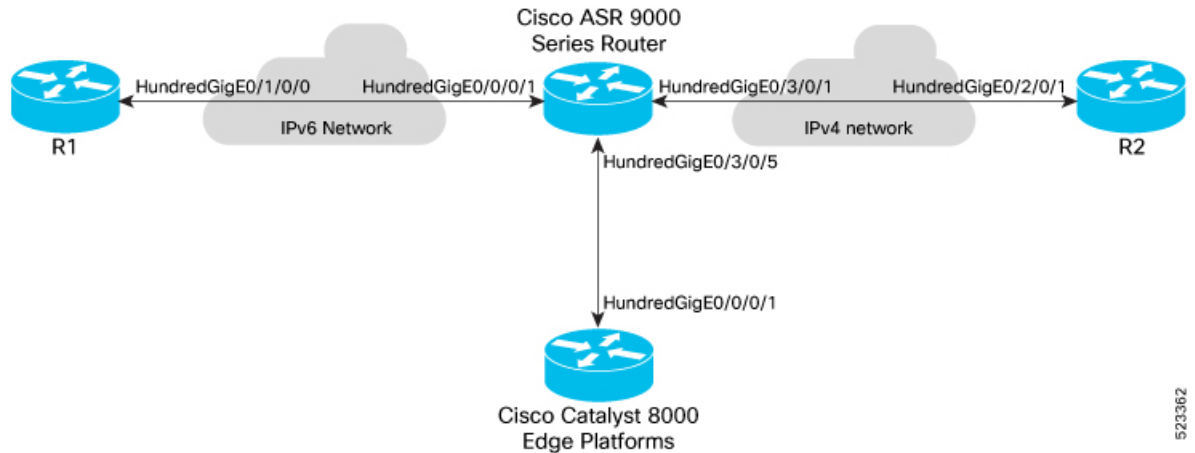 Cisco ASR 9000
Series Router
HundredGigE0/1/0/0
HundredGigE0/0/0/1
HundredGigE0/3/0/1
HundredGigE0/2/0/1
IPv6 Network
IPv4 network
R1
R2
HundredGigE0/3/0/5
HundredGigE0/0/0/1
Cisco Catalyst 8000
Edge Platforms
523362